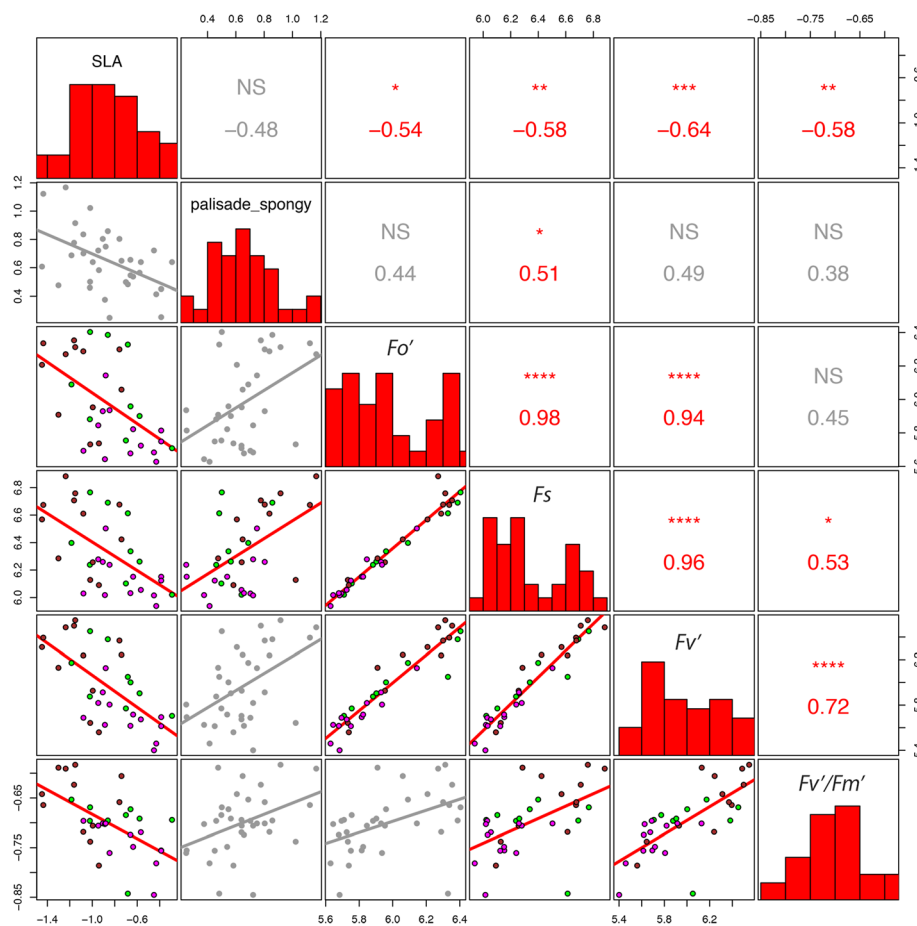 0.4 0.6 0.8 1.0 1.2
6.0 6.2 6.4 6.6 6.8
−0.85 −0.75 −0.65
SLA
NS * ** *** **
−0.48 −0.54 −0.58 −0.64 −0.58
1.2
1.0
0.8
0.6
0.4
palisade_spongy
NS * NS NS
0.44 0.51 0.49 0.38
Fo′
**** **** NS
0.98 0.94 0.45
6.8
6.6
6.4
6.2
6.0
Fs
**** *
0.96 0.53
Fv′
****
0.72
−0.65
−0.75
−0.85
Fv′/Fm′
−1.4 −1.0 −0.6
5.6 5.8 6.0 6.2 6.4
5.4 5.8 6.2